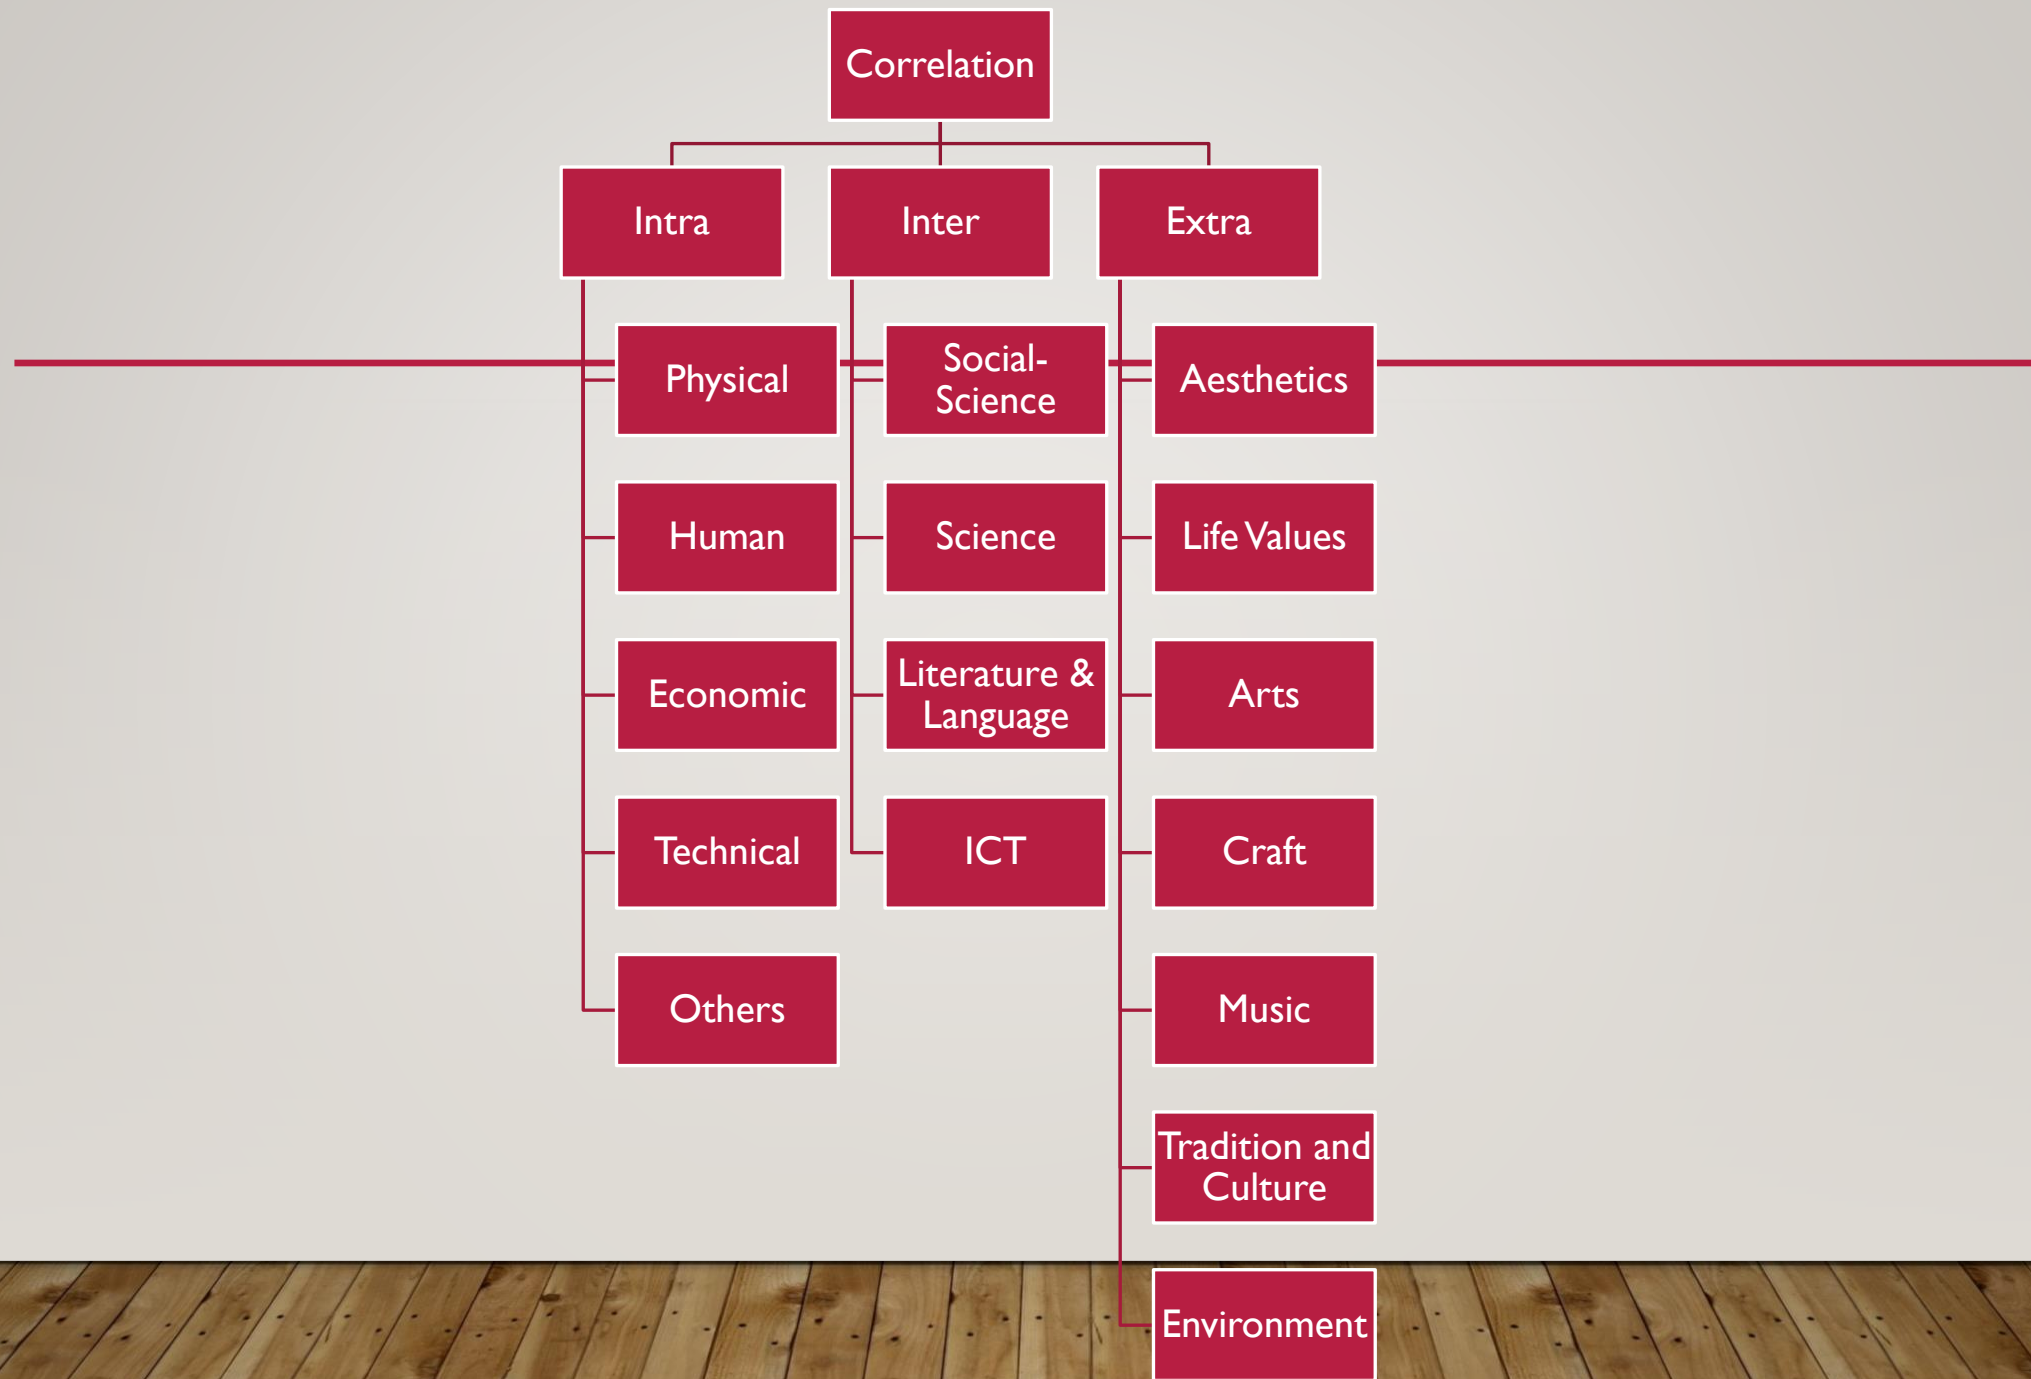 Correlation
Intra
Inter
Extra
Physical
Human
Economic
Technical
Others
Social-
Science
Science
Literature &
Language
ICT
Aesthetics
Life Values
Arts
Craft
Music
Tradition and
Culture
Environment